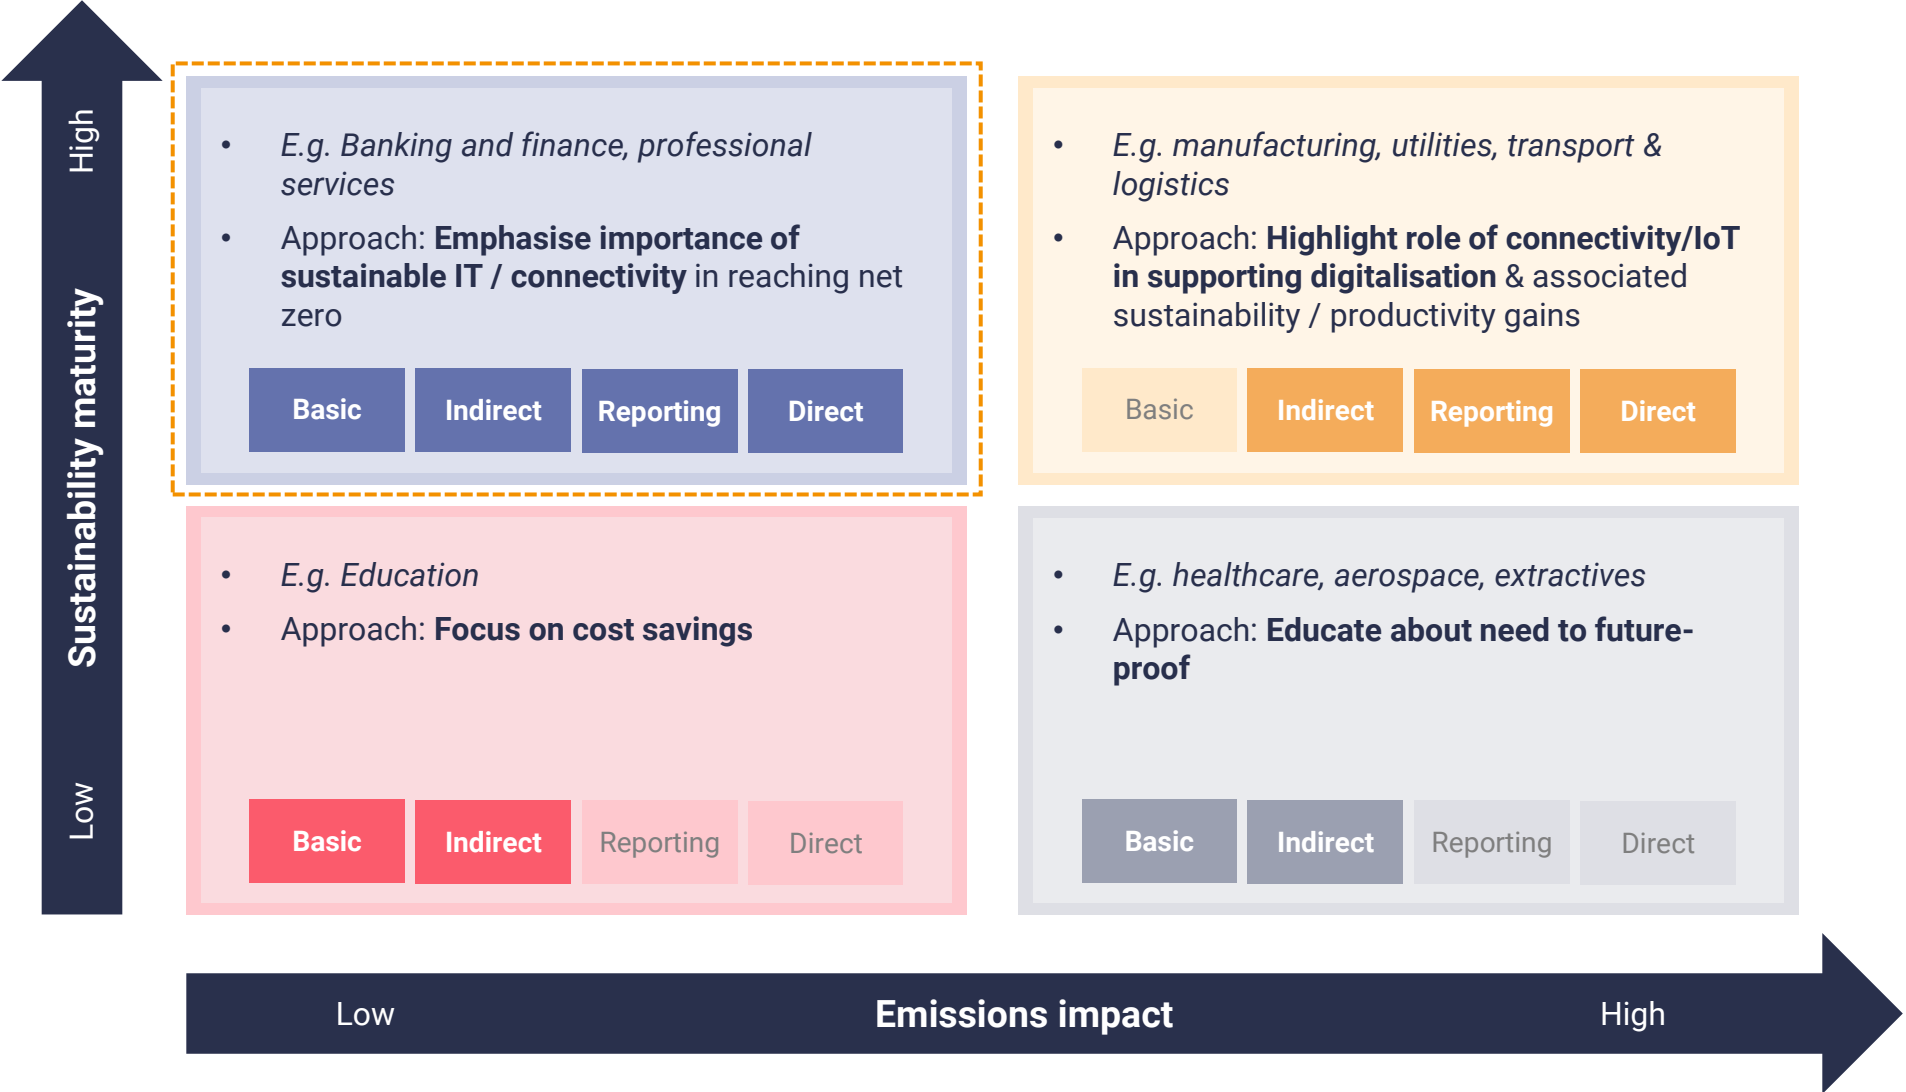 High
Sustainability maturity
Low
• E.g. Banking and finance, professional
services
• Approach: Emphasise importance of
sustainable IT / connectivity in reaching net
zero
Basic
Indirect
Reporting
Direct
• E.g. manufacturing, utilities, transport &
logistics
• Approach: Highlight role of connectivity/IoT
in supporting digitalisation & associated
sustainability / productivity gains
Basic
Indirect
Reporting
Direct
• E.g. Education
• Approach: Focus on cost savings
Basic
Indirect
Reporting
Direct
• E.g. healthcare, aerospace, extractives
• Approach: Educate about need to future-
proof
Basic
Indirect
Reporting
Direct
Low
Emissions impact
High